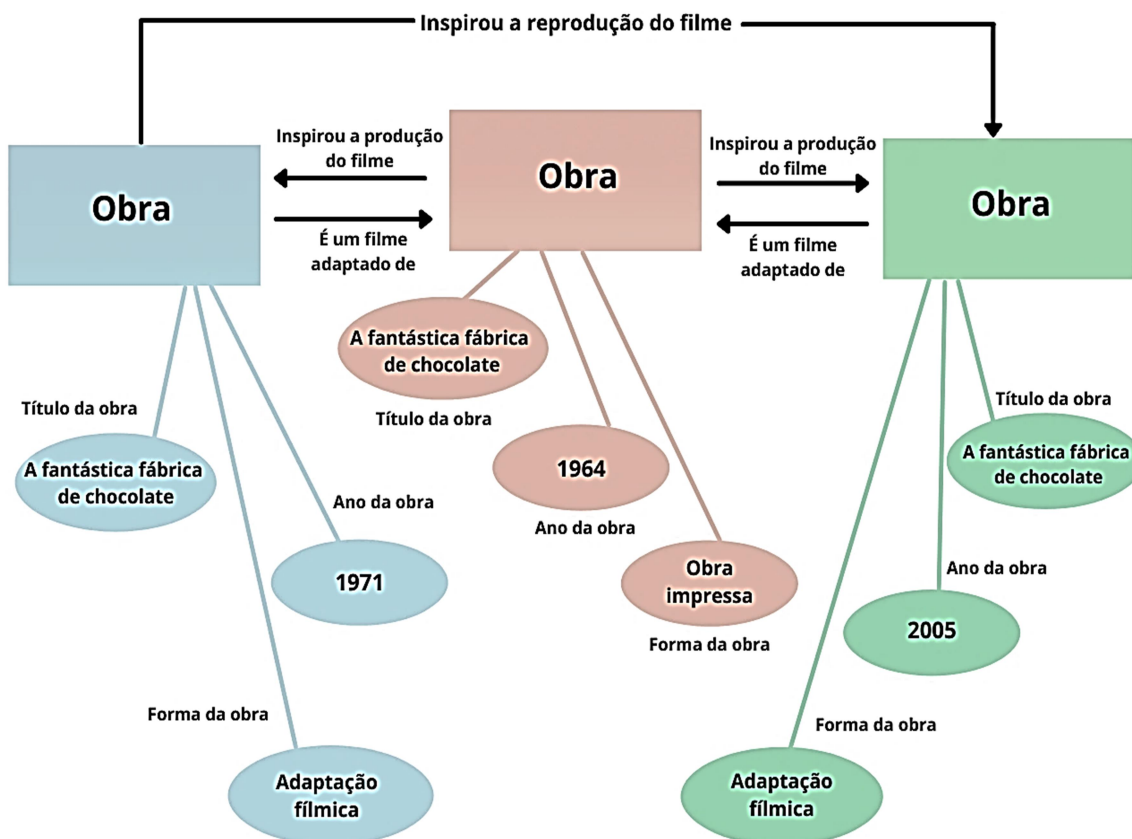 Inspirou a reprodução do filme
Inspirou a produção
do filme
Inspirou a produção
do filme
Obra
Obra
Obra
É um filme
adaptado de
É um filme
adaptado de
A fantástica fábrica
de chocolate
Título da obra
Título da obra
A fantástica fábrica
de chocolate
Título da obra
A fantástica fábrica
de chocolate
1964
Ano da obra
Ano da obra
1971
Obra
impressa
Forma da obra
Ano da obra
2005
Forma da obra
Adaptação
fílmica
Forma da obra
Adaptação
fílmica